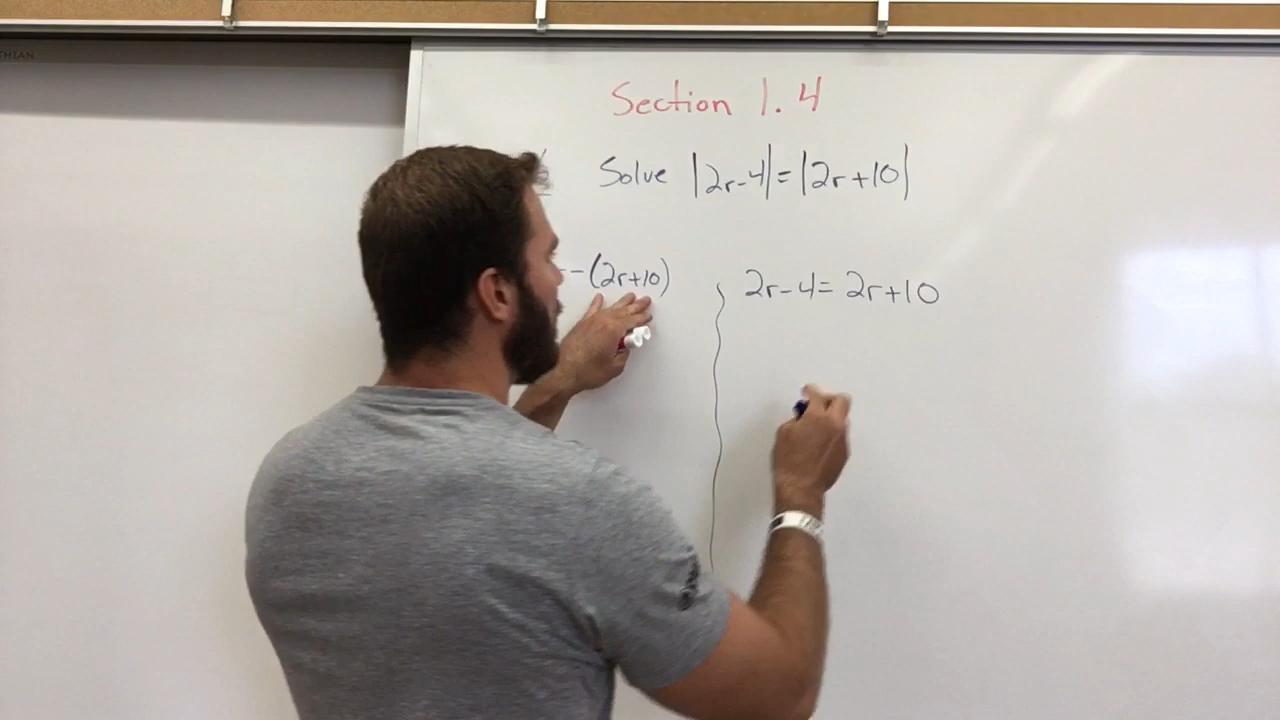 Section 1.4
Solve |2r-4|=|2r+10|
-(2r+10)
2r-4=2r+10